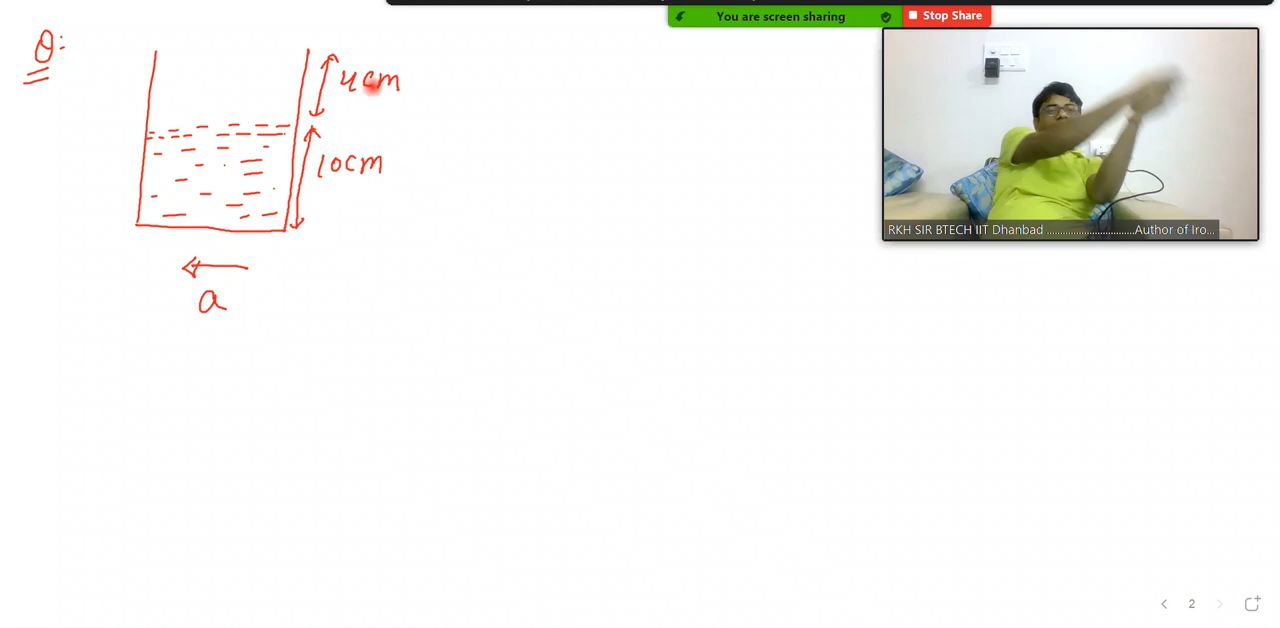 You are screen sharing
Stop Share
Q:
4cm
10cm
a
RKH SIR BTECH IIT Dhanbad ..................................Author of Iro...
2